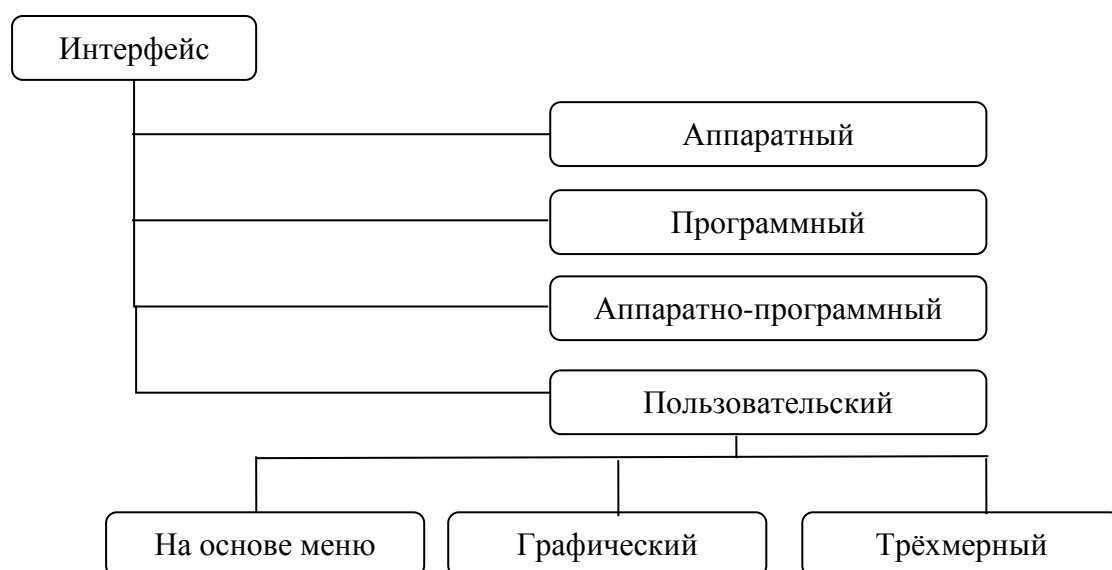 Интерфейс
Аппаратный
Программный
Аппаратно-программный
Пользовательский
На основе меню
Графический
Трёхмерный